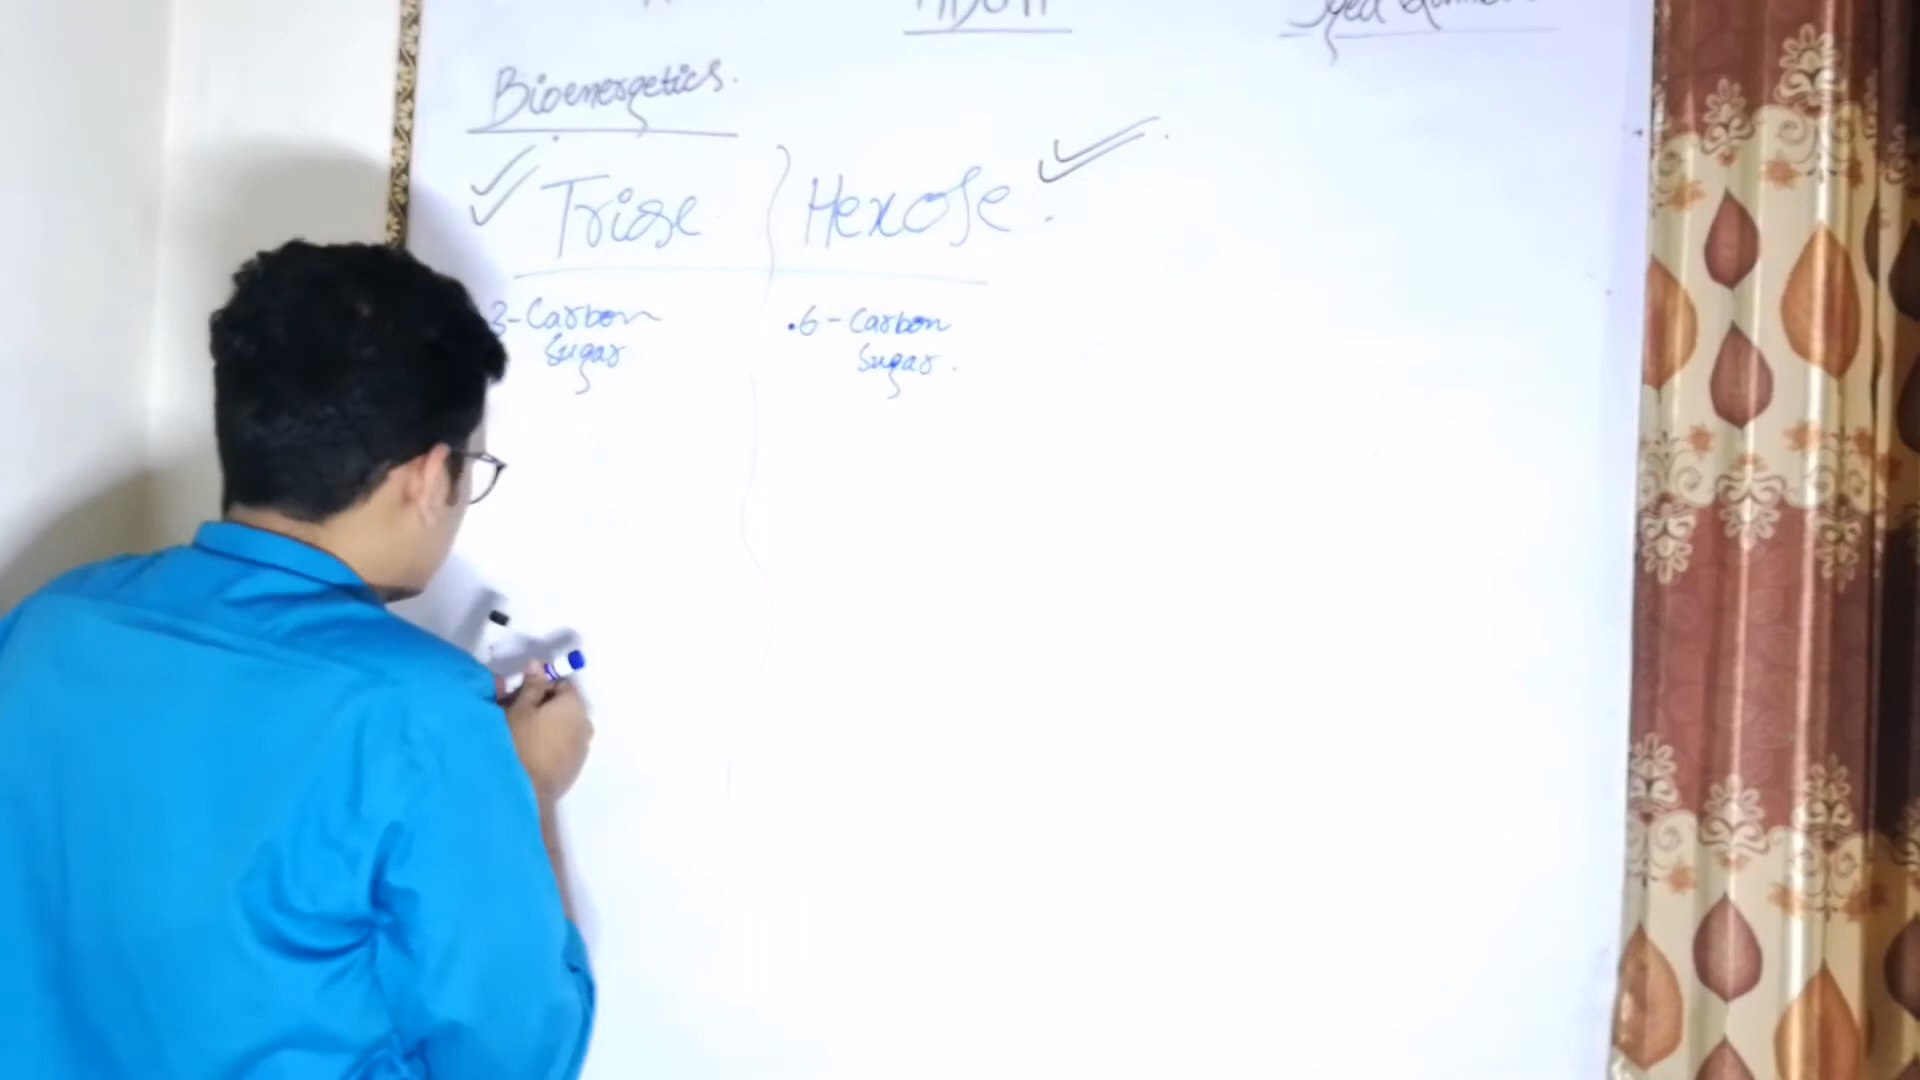 Bioenergetics.
Triose
Hexose.
3-Carbon
Sugar
.6-Carbon
Sugar.